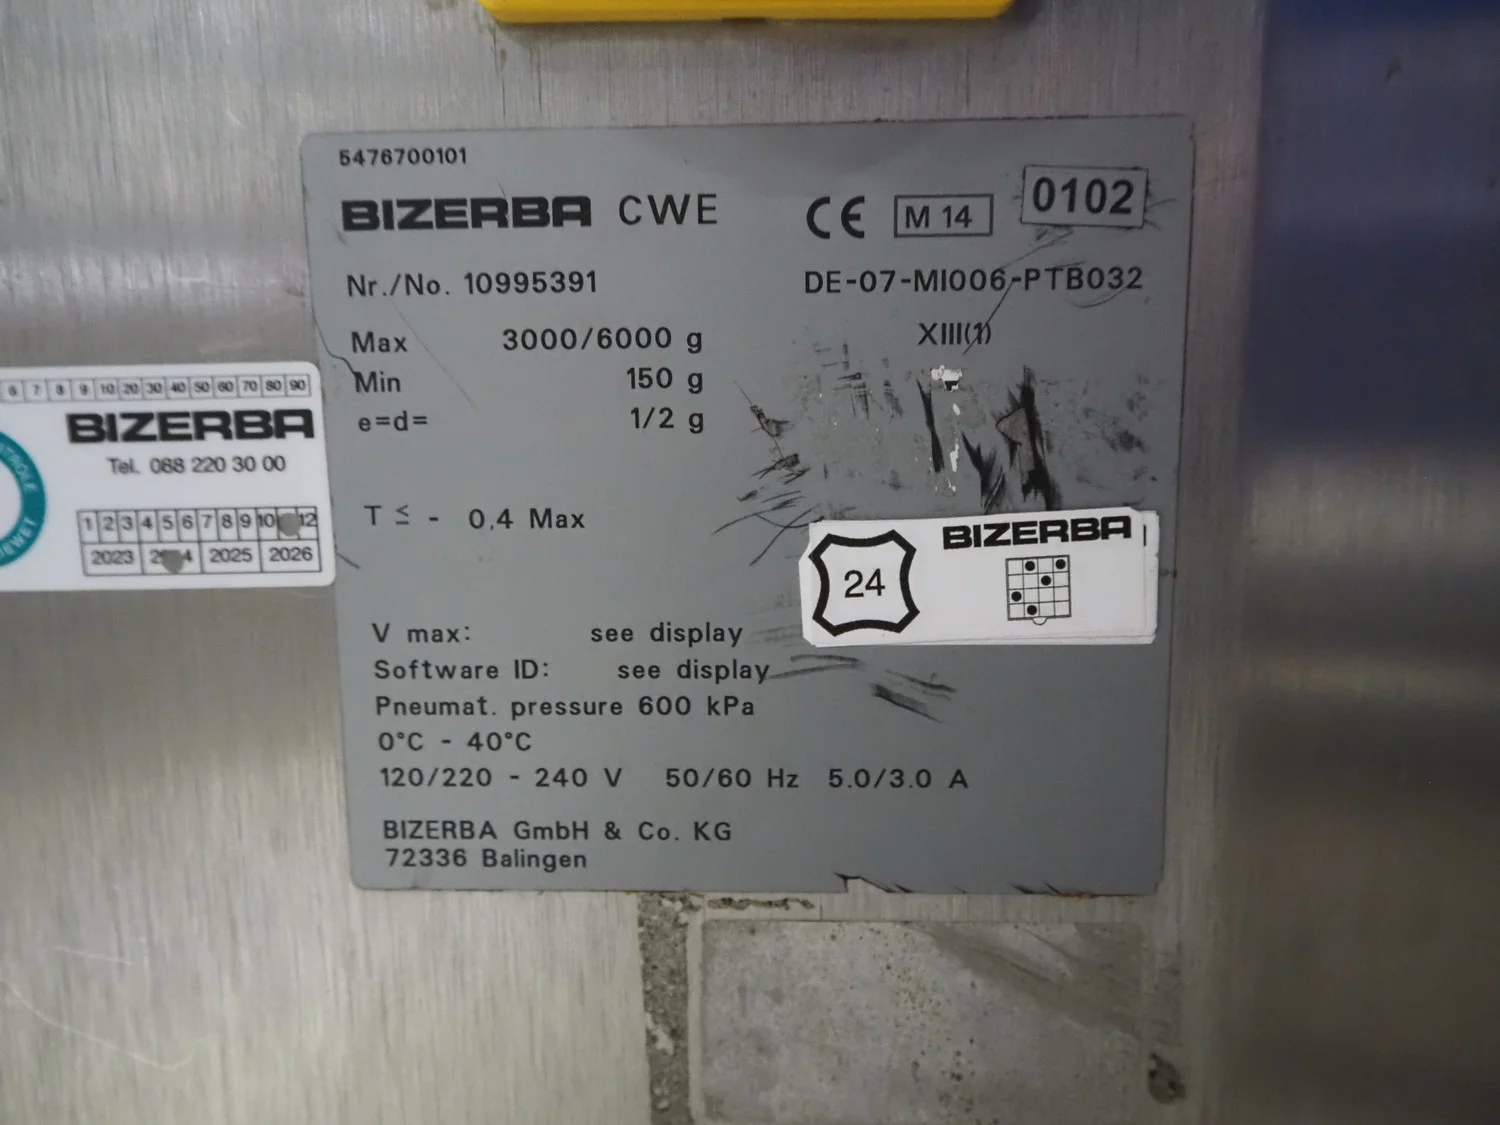 5476700101
BIZERBA CWE
CE M 14 0102
Nr./No. 10995391
DE-07-MI006-PTB032
XIII(1)
Max 3000/6000 g
Min 150 g
e=d= 1/2 g
T ≤ - 0,4 Max
V max: see display
Software ID: see display
Pneumat. pressure 600 kPa
0°C - 40°C
120/220 - 240 V 50/60 Hz 5.0/3.0 A
BIZERBA GmbH & Co. KG
72336 Balingen
6 7 8 9 10 20 30 40 50 60 70 80 90
BIZERBA
Tel. 088 220 30 00
1 2 3 4 5 6 7 8 9 10 12
2023 2025 2026
BIZERBA
24